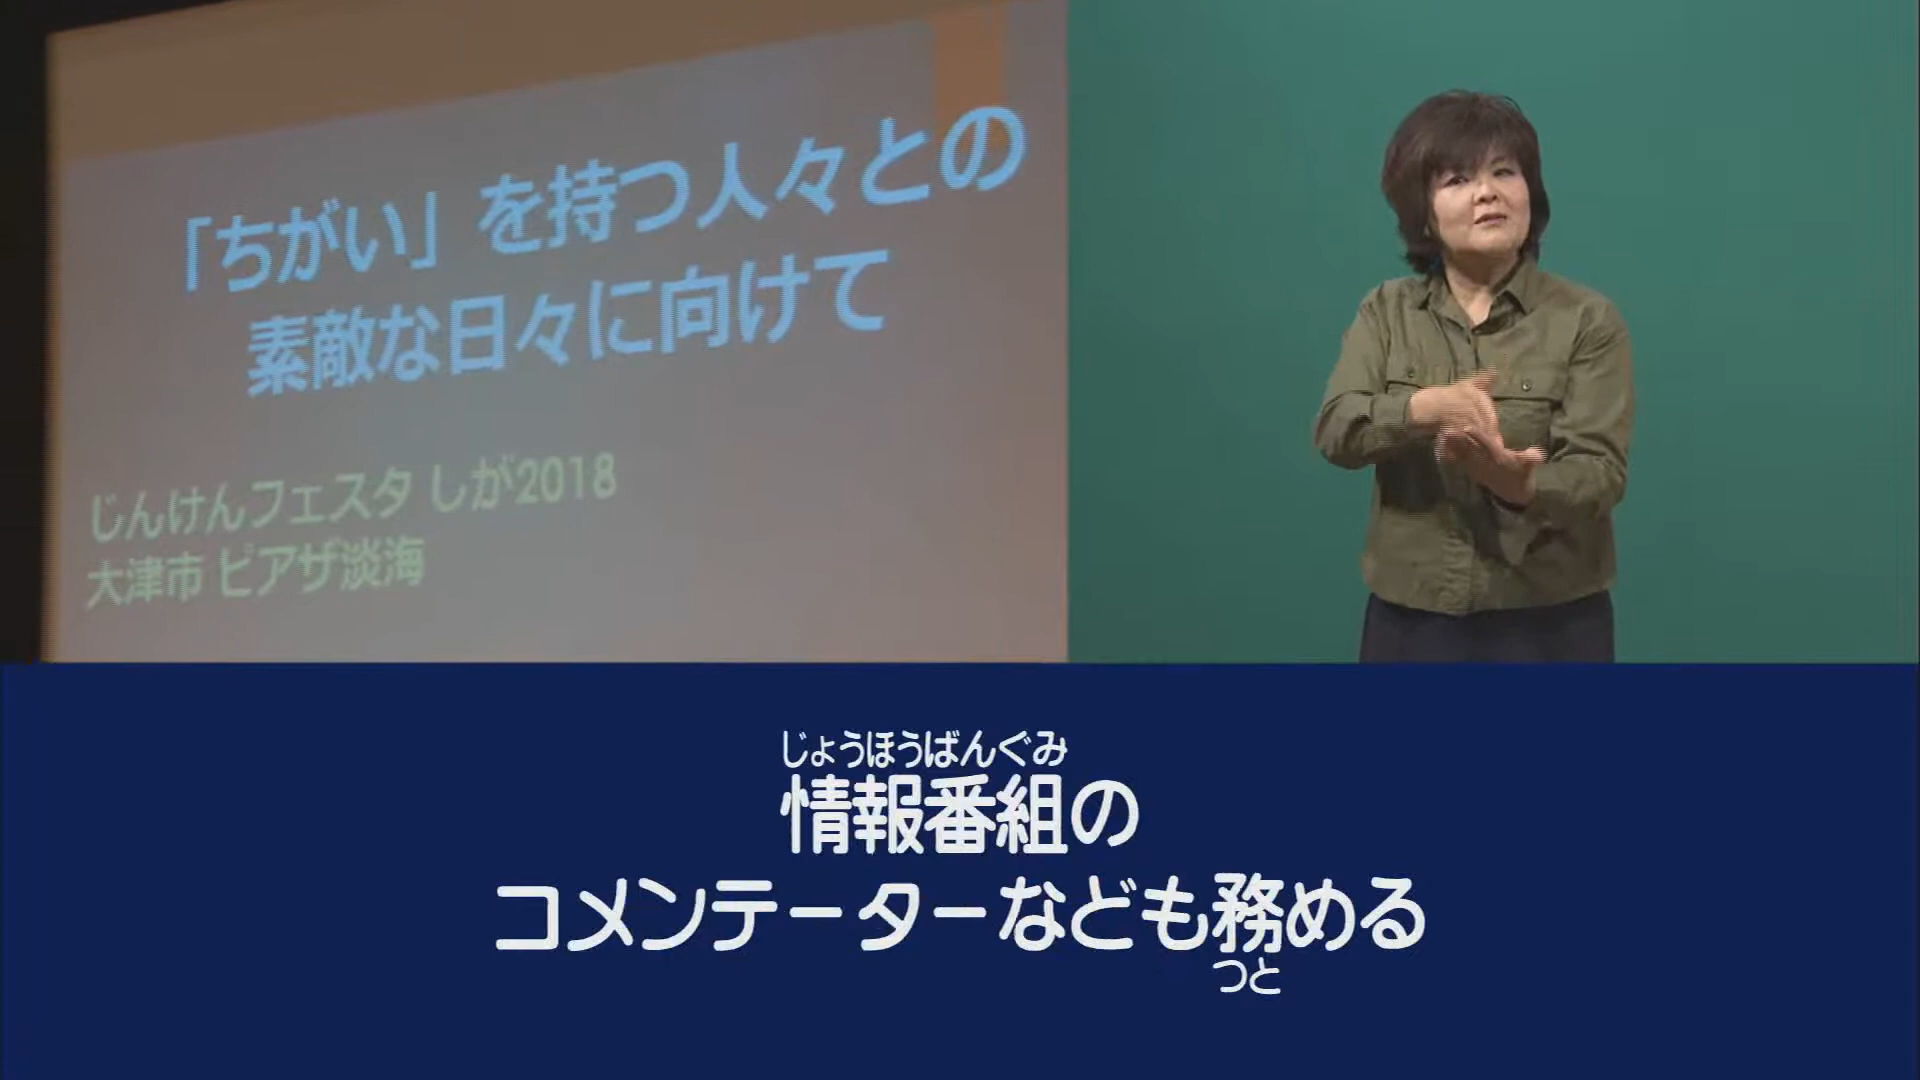 「ちがい」を持つ人々との
素敵な日々に向けて
じんけんフェスタ しが2018
大津市 ピアザ淡海
じょうほうばんぐみ
情報番組の
コメンテーターなども務める
つと